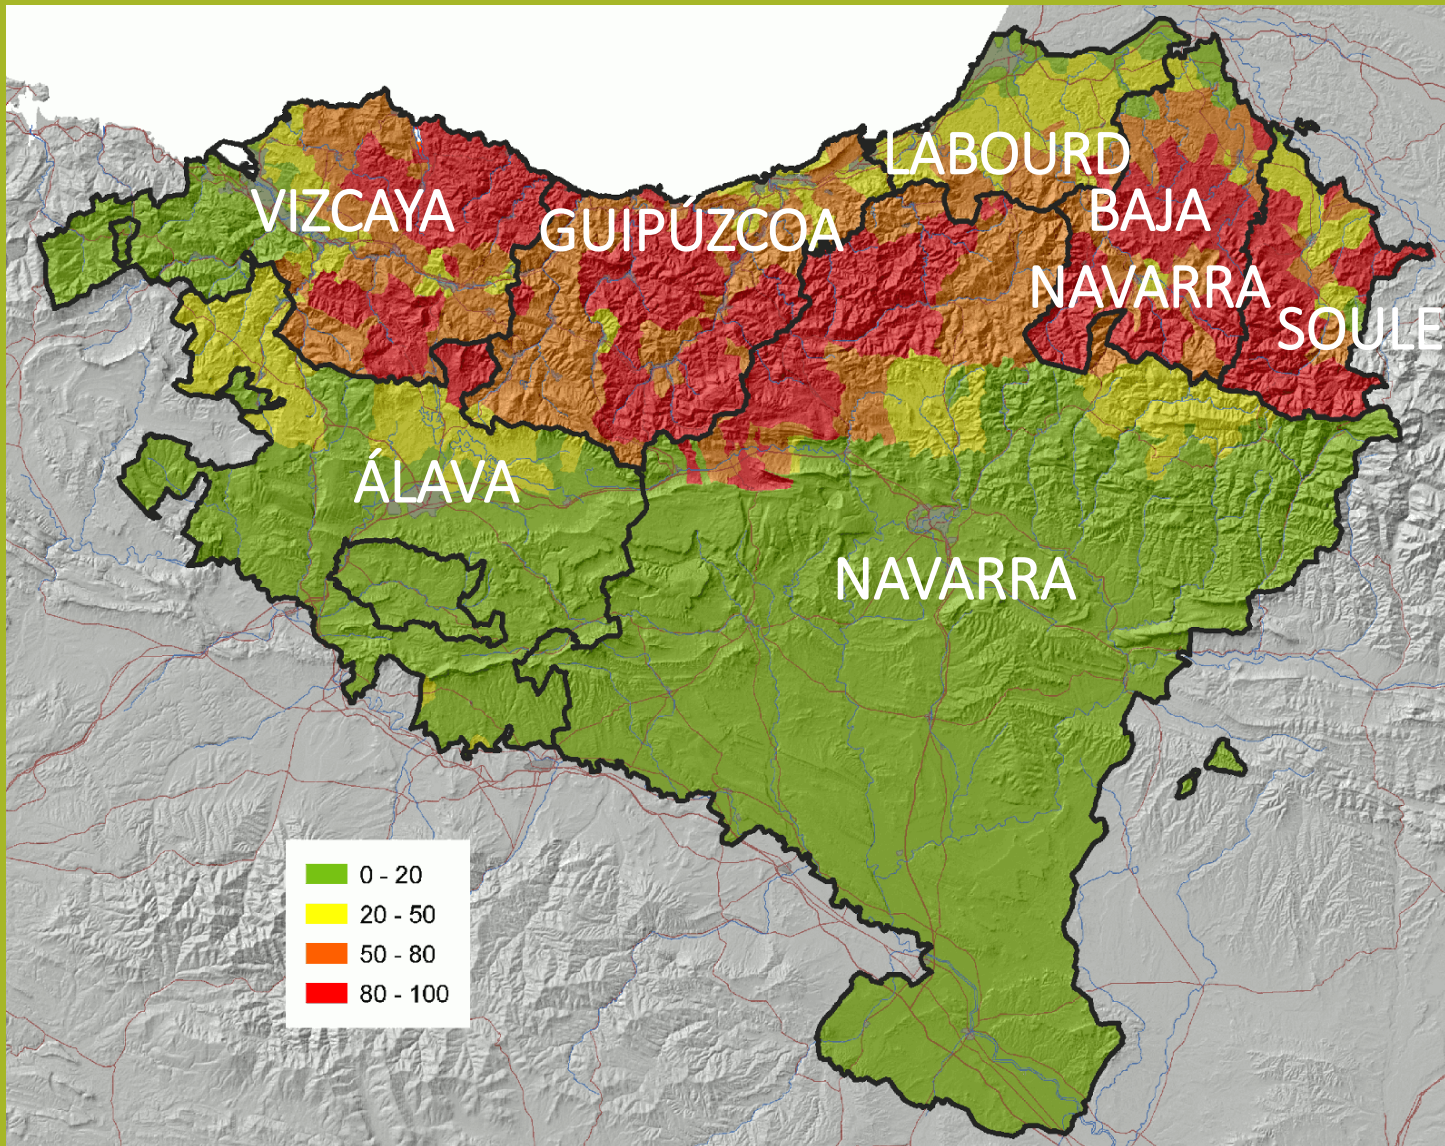 LABOURD
VIZCAYA
GUIPÚZCOA
BAJA
NAVARRA
SOULE
ÁLAVA
NAVARRA
0 - 20
20 - 50
50 - 80
80 - 100